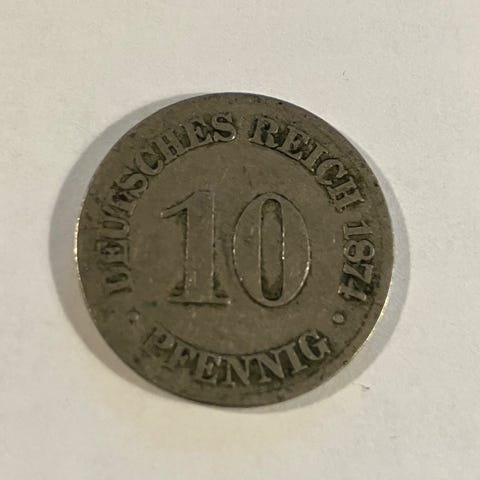 DEUTSCHES REICH 1874
10
PFENNIG